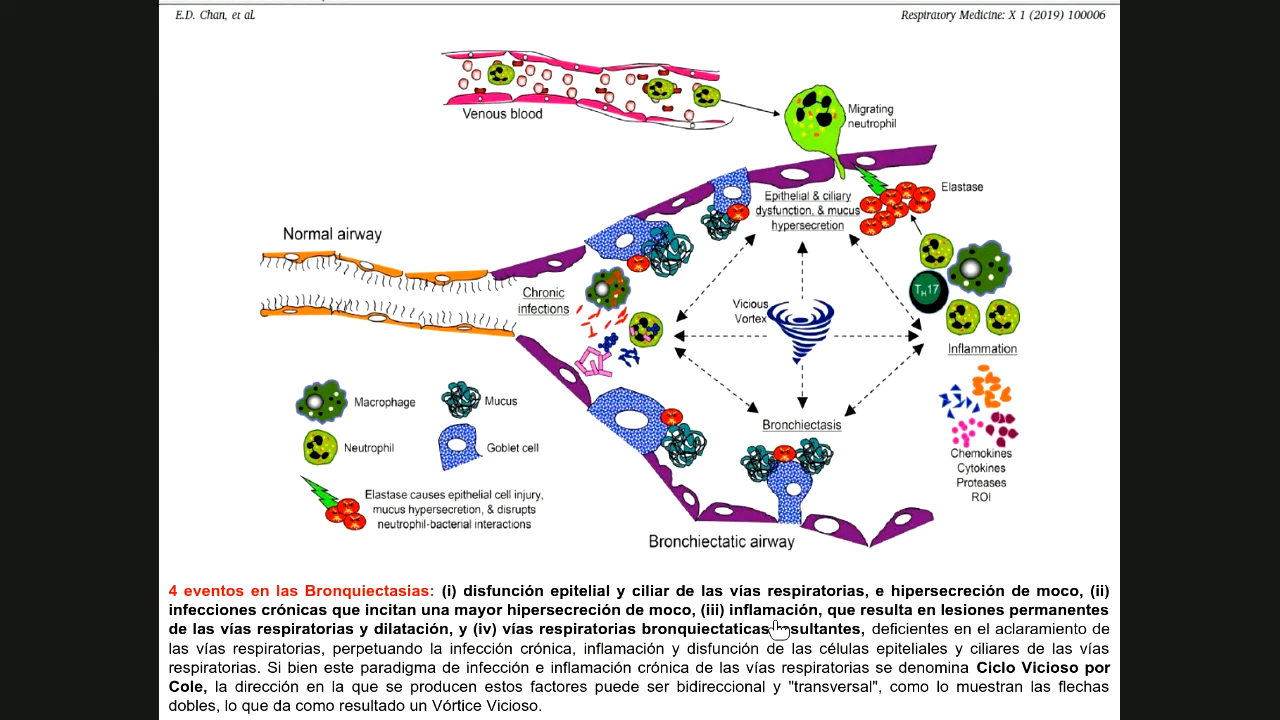 E.D. Chan, et al.
Respiratory Medicine: X 1 (2019) 100006
Venous blood
Migrating
neutrophil
Elastase
Epithelial & ciliary
dysfunction, & mucus
hypersecretion
Normal airway
Chronic
infections
Vicious
Vortex
TH17
Inflammation
Macrophage
Mucus
Neutrophil
Goblet cell
Bronchiectasis
Chemokines
Cytokines
Proteases
ROI
Elastase causes epithelial cell injury,
mucus hypersecretion, & disrupts
neutrophil-bacterial interactions
Bronchiectatic airway
4 eventos en las Bronquiectasias: (i) disfunción epitelial y ciliar de las vías respiratorias, e hipersecreción de moco, (ii)
infecciones crónicas que incitan una mayor hipersecreción de moco, (iii) inflamación, que resulta en lesiones permanentes
de las vías respiratorias y dilatación, y (iv) vías respiratorias bronquiectaticas sultantes, deficientes en el aclaramiento de
las vías respiratorias, perpetuando la infección crónica, inflamación y disfunción de las células epiteliales y ciliares de las vías
respiratorias. Si bien este paradigma de infección e inflamación crónica de las vías respiratorias se denomina Ciclo Vicioso por
Cole, la dirección en la que se producen estos factores puede ser bidireccional y "transversal", como lo muestran las flechas
dobles, lo que da como resultado un Vórtice Vicioso.